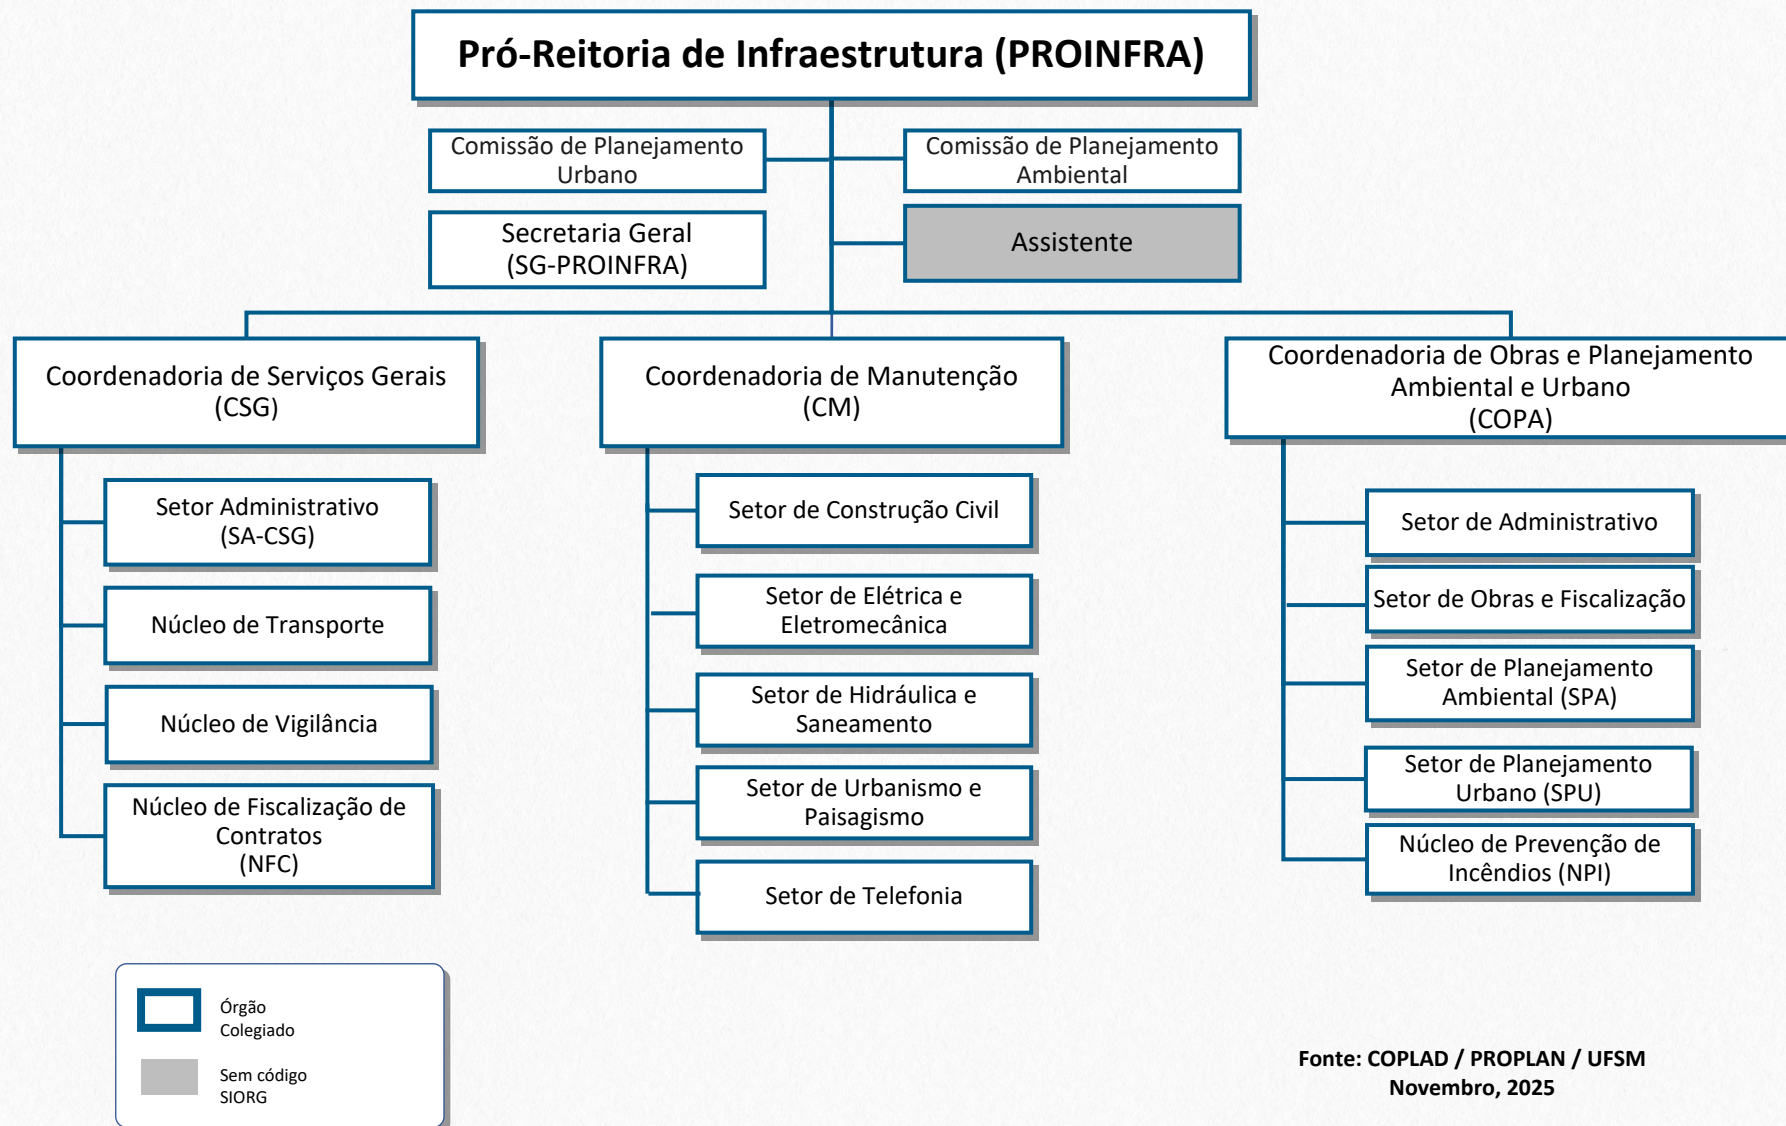 Pró-Reitoria de Infraestrutura (PROINFRA)
Comissão de Planejamento
Urbano
Comissão de Planejamento
Ambiental
Secretaria Geral
(SG-PROINFRA)
Assistente
Coordenadoria de Serviços Gerais
(CSG)
Setor Administrativo
(SA-CSG)
Núcleo de Transporte
Núcleo de Vigilância
Núcleo de Fiscalização de
Contratos
(NFC)
Coordenadoria de Manutenção
(CM)
Setor de Construção Civil
Setor de Elétrica e
Eletromecânica
Setor de Hidráulica e
Saneamento
Setor de Urbanismo e
Paisagismo
Setor de Telefonia
Coordenadoria de Obras e Planejamento
Ambiental e Urbano
(COPA)
Setor de Administrativo
Setor de Obras e Fiscalização
Setor de Planejamento
Ambiental (SPA)
Setor de Planejamento
Urbano (SPU)
Núcleo de Prevenção de
Incêndios (NPI)
Órgão
Colegiado
Sem código
SIORG
Fonte: COPLAD / PROPLAN / UFSM
Novembro, 2025